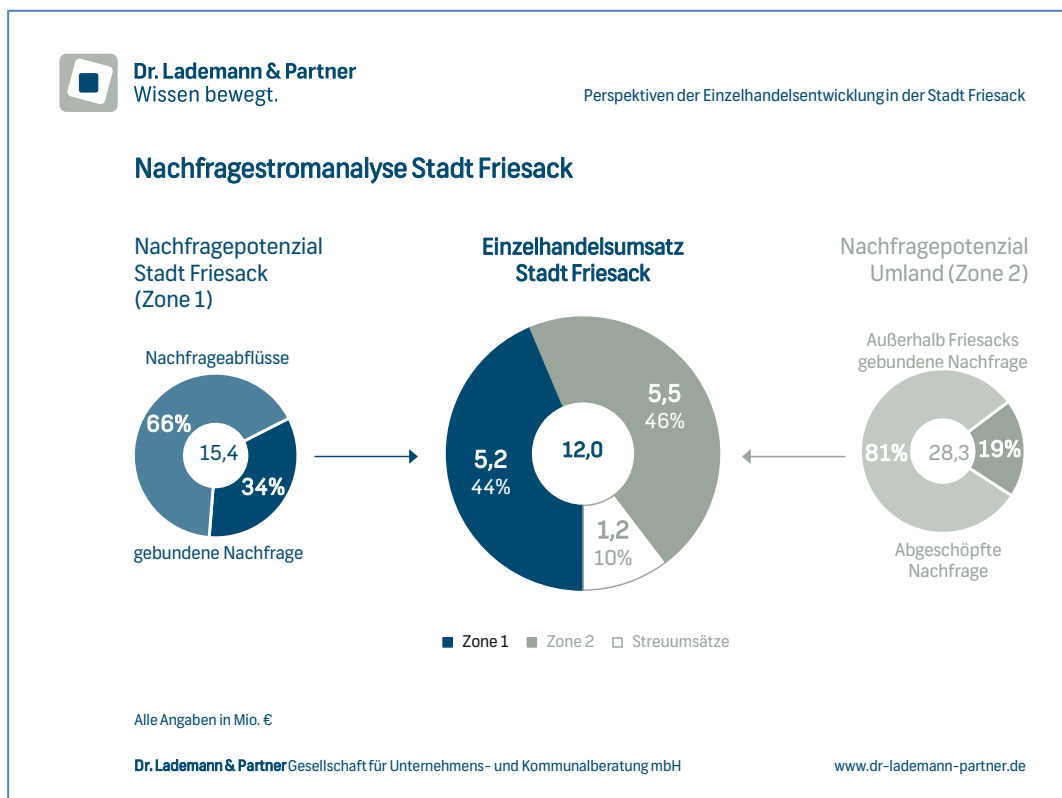 Dr. Lademann & Partner
Wissen bewegt.
Perspektiven der Einzelhandelsentwicklung in der Stadt Friesack
Nachfragestromanalyse Stadt Friesack
Nachfragepotenzial
Stadt Friesack
(Zone 1)
Nachfrageabflüsse
66%
15,4
34%
gebundene Nachfrage
Einzelhandelsumsatz
Stadt Friesack
5,5
46%
12,0
5,2
44%
1,2
10%
Nachfragepotenzial
Umland (Zone 2)
Außerhalb Friesacks
gebundene Nachfrage
81%
28,3
19%
Abgeschöpfte
Nachfrage
Zone 1 Zone 2 Streuumsätze
Alle Angaben in Mio. €
Dr. Lademann & Partner Gesellschaft für Unternehmens- und Kommunalberatung mbH
www.dr-lademann-partner.de